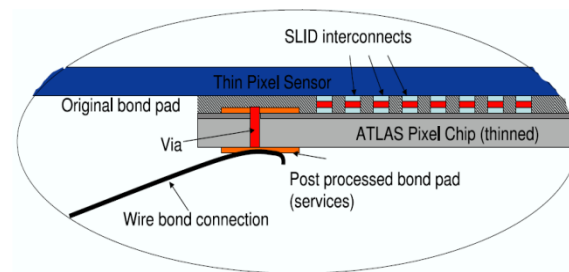 SLID interconnects
Thin Pixel Sensor
Original bond pad
ATLAS Pixel Chip (thinned)
Via
Post processed bond pad
(services)
Wire bond connection